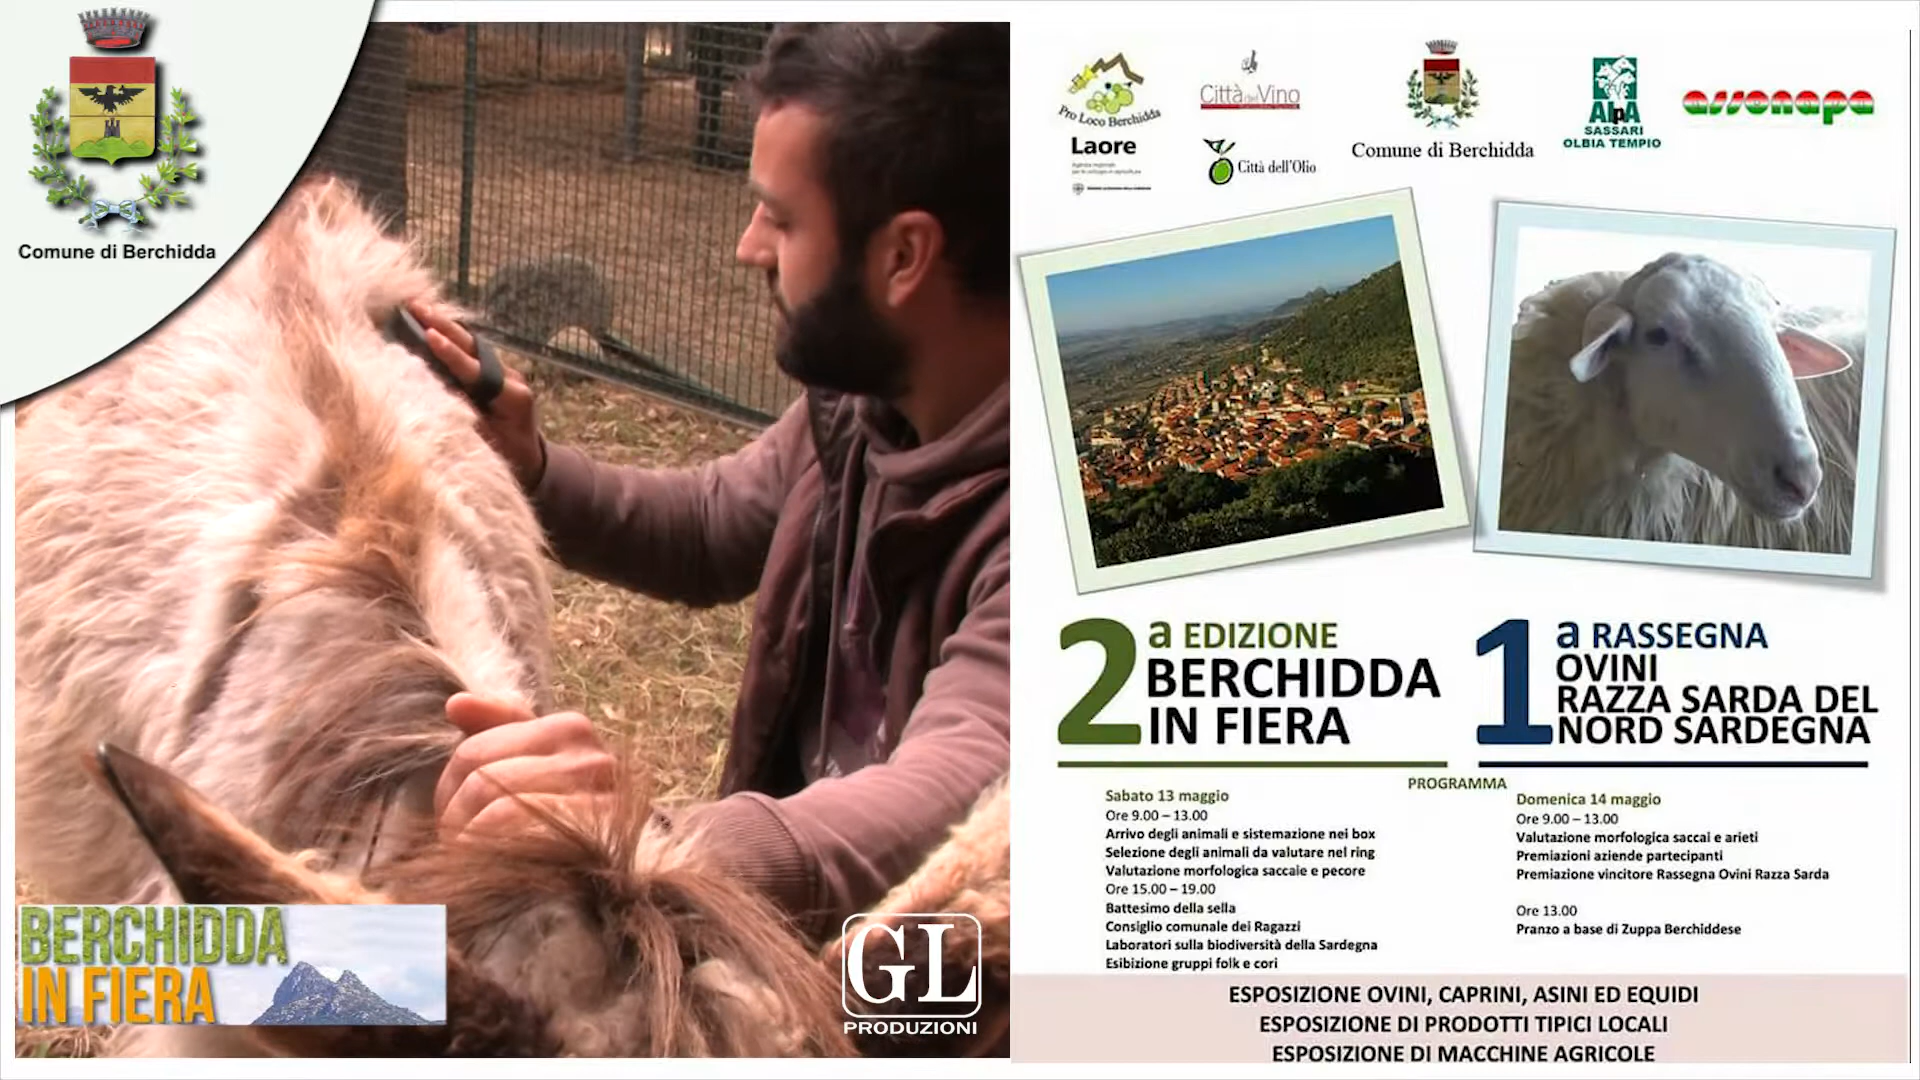 Comune di Berchidda
BERCHIDDA
IN FIERA
GL
PRODUZIONI
Pro Loco Berchidda
Laore
Città del Vino
Città dell'Olio
Comune di Berchidda
AIpA
SASSARI
OLBIA TEMPIO
assonapa
2a EDIZIONE
BERCHIDDA
IN FIERA
1a RASSEGNA
OVINI
RAZZA SARDA DEL
NORD SARDEGNA
PROGRAMMA
Sabato 13 maggio
Ore 9.00 – 13.00
Arrivo degli animali e sistemazione nei box
Selezione degli animali da valutare nel ring
Valutazione morfologica saccaie e pecore
Ore 15.00 – 19.00
Battesimo della sella
Consiglio comunale dei Ragazzi
Laboratori sulla biodiversità della Sardegna
Esibizione gruppi folk e cori
Domenica 14 maggio
Ore 9.00 – 13.00
Valutazione morfologica saccai e arieti
Premiazioni aziende partecipanti
Premiazione vincitore Rassegna Ovini Razza Sarda
Ore 13.00
Pranzo a base di Zuppa Berchiddese
ESPOSIZIONE OVINI, CAPRINI, ASINI ED EQUIDI
ESPOSIZIONE DI PRODOTTI TIPICI LOCALI
ESPOSIZIONE DI MACCHINE AGRICOLE